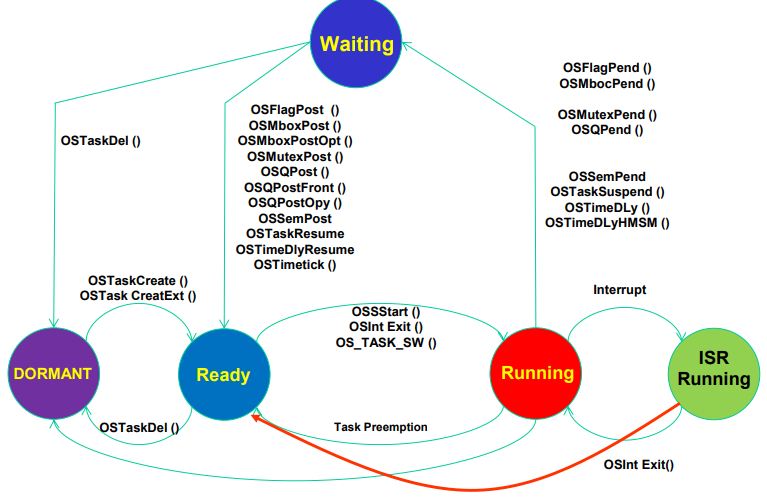 Waiting
OSFlagPend ()
OSMbocPend ()
OSMutexPend ()
OSQPend ()
OSSemPend
OSTaskSuspend ()
OSTimeDLy ()
OSTimeDLyHMSM ()
OSTaskDel ()
OSFlagPost ()
OSMboxPost ()
OSMboxPostOpt ()
OSMutexPost ()
OSQPost ()
OSQPostFront ()
OSQPostOpy ()
OSSemPost
OSTaskResume
OSTimeDlyResume
OSTimetick ()
OSTaskCreate ()
OSTask CreatExt ()
OSSStart ()
OSInt Exit ()
OS_TASK_SW ()
Interrupt
DORMANT
Ready
Running
ISR
Running
OSTaskDel ()
Task Preemption
OSInt Exit()